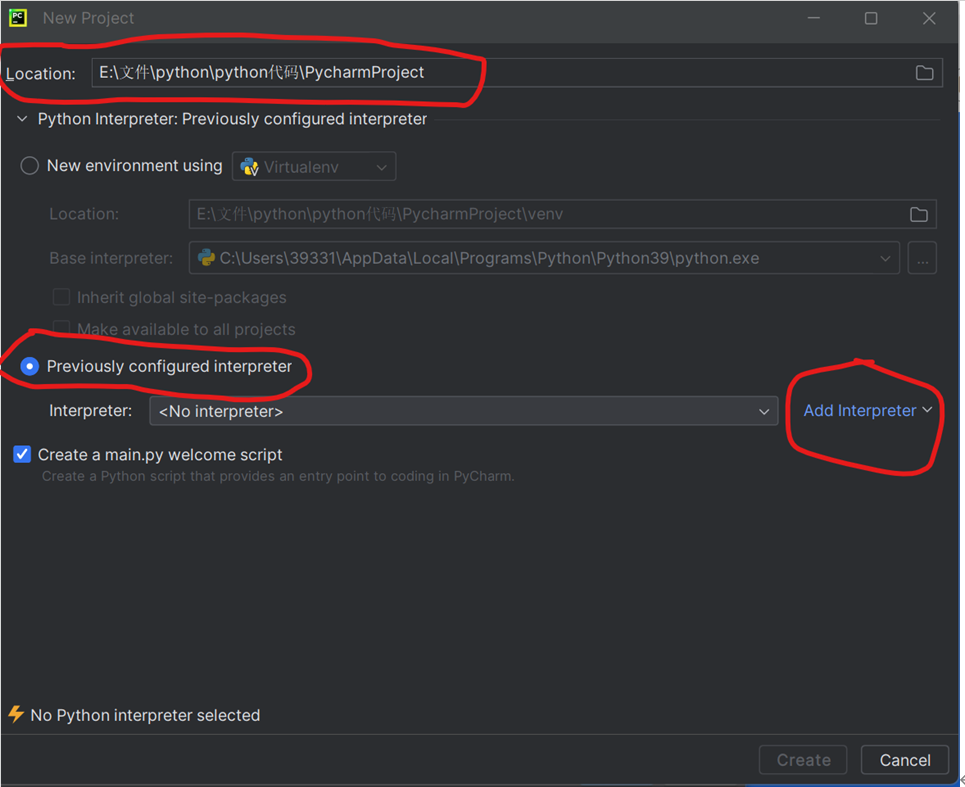 PC
New Project
Location: E:\文件\python\python代码\PycharmProject
Python Interpreter: Previously configured interpreter
New environment using Virtualenv
Location: E:\文件\python\python代码\PycharmProject\venv
Base interpreter: C:\Users\39331\AppData\Local\Programs\Python\Python39\python.exe ...
Inherit global site-packages
Make available to all projects
Previously configured interpreter
Interpreter: <No interpreter> Add Interpreter
Create a main.py welcome script
Create a Python script that provides an entry point to coding in PyCharm.
No Python interpreter selected
Create Cancel